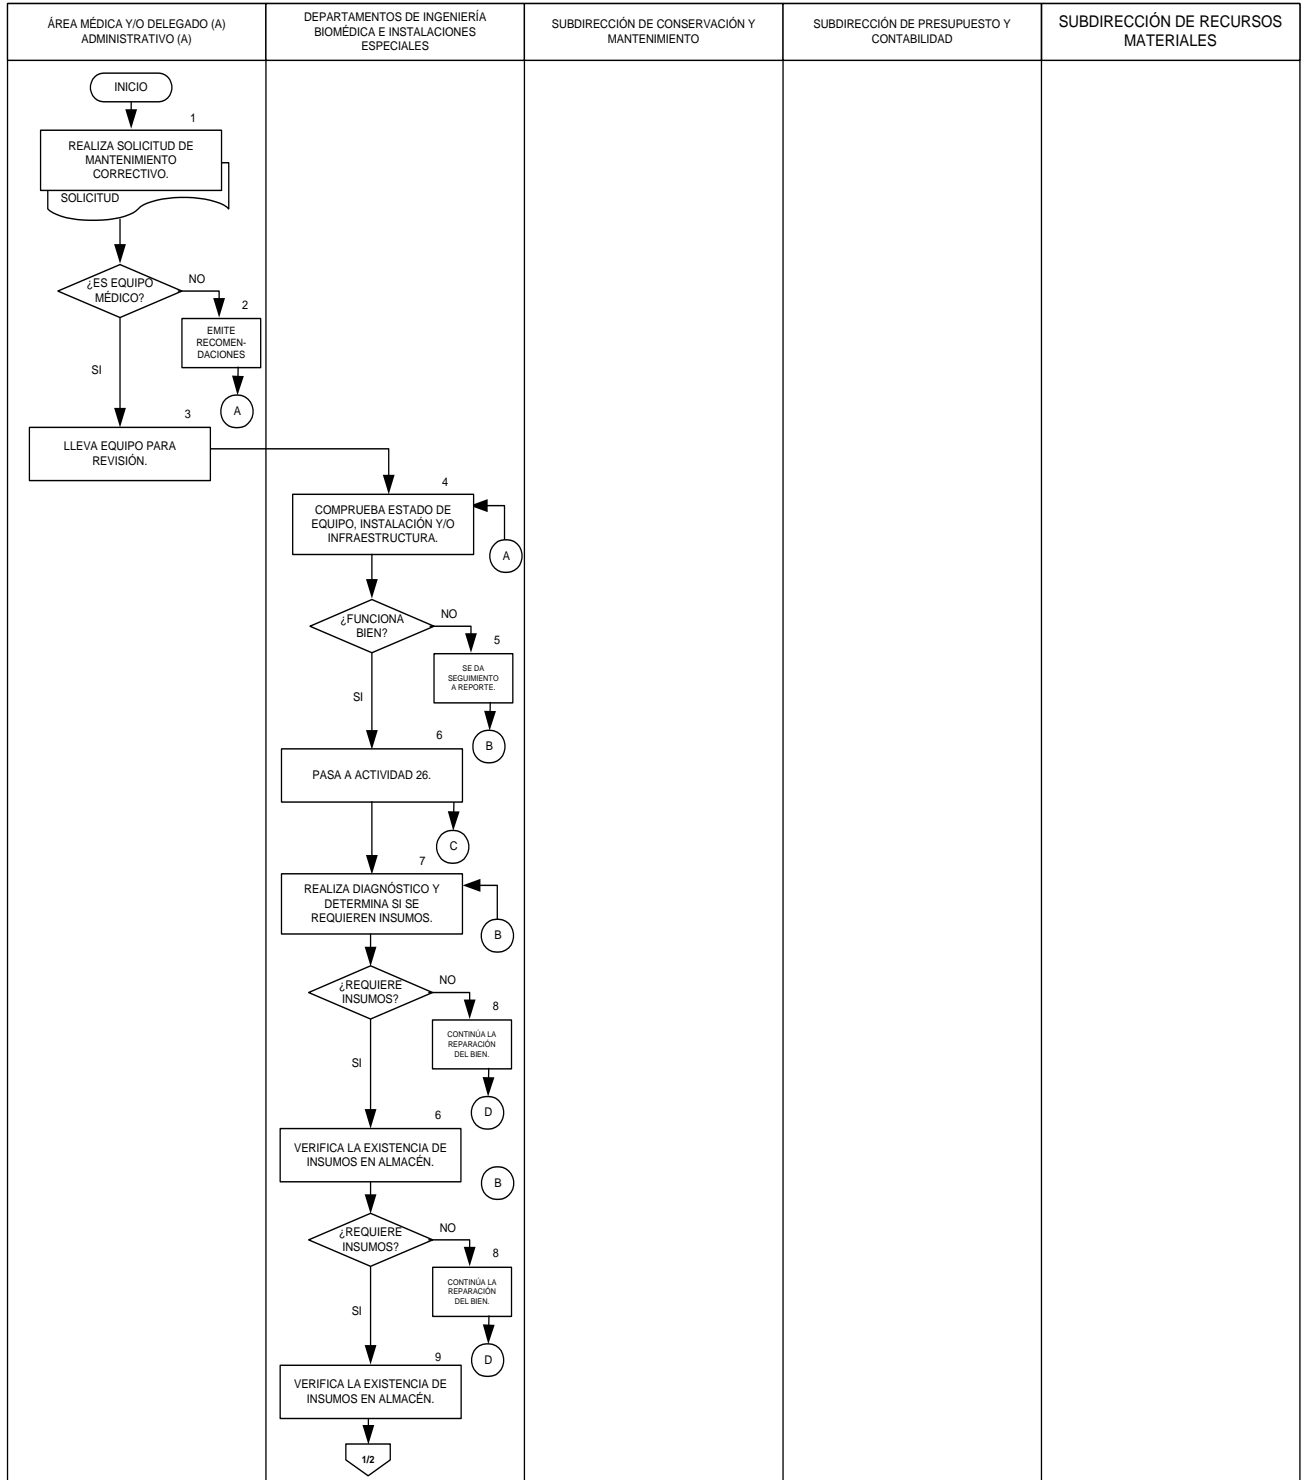 ÁREA MÉDICA Y/O DELEGADO (A)
ADMINISTRATIVO (A)
DEPARTAMENTOS DE INGENIERÍA
BIOMÉDICA E INSTALACIONES
ESPECIALES
SUBDIRECCIÓN DE CONSERVACIÓN Y
MANTENIMIENTO
SUBDIRECCIÓN DE PRESUPUESTO Y
CONTABILIDAD
SUBDIRECCIÓN DE RECURSOS
MATERIALES
INICIO
1
REALIZA SOLICITUD DE
MANTENIMIENTO
CORRECTIVO.
SOLICITUD
¿ES EQUIPO
MÉDICO?
NO
2
EMITE
RECOMEN-
DACIONES
A
SI
3
LLEVA EQUIPO PARA
REVISIÓN.
4
COMPRUEBA ESTADO DE
EQUIPO, INSTALACIÓN Y/O
INFRAESTRUCTURA.
A
¿FUNCIONA
BIEN?
NO
5
SE DA
SEGUIMIENTO
A REPORTE.
B
SI
6
PASA A ACTIVIDAD 26.
C
7
REALIZA DIAGNÓSTICO Y
DETERMINA SI SE
REQUIEREN INSUMOS.
B
¿REQUIERE
INSUMOS?
NO
8
CONTINÚA LA
REPARACIÓN
DEL BIEN.
D
SI
6
VERIFICA LA EXISTENCIA DE
INSUMOS EN ALMACÉN.
B
¿REQUIERE
INSUMOS?
NO
8
CONTINÚA LA
REPARACIÓN
DEL BIEN.
D
SI
9
VERIFICA LA EXISTENCIA DE
INSUMOS EN ALMACÉN.
1/2